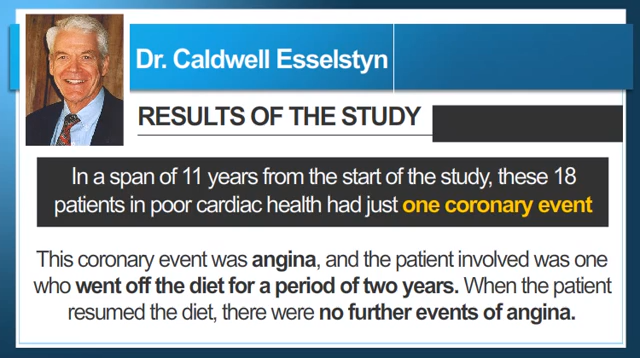 Dr. Caldwell Esselstyn
RESULTS OF THE STUDY
In a span of 11 years from the start of the study, these 18
patients in poor cardiac health had just one coronary event
This coronary event was angina, and the patient involved was one
who went off the diet for a period of two years. When the patient
resumed the diet, there were no further events of angina.